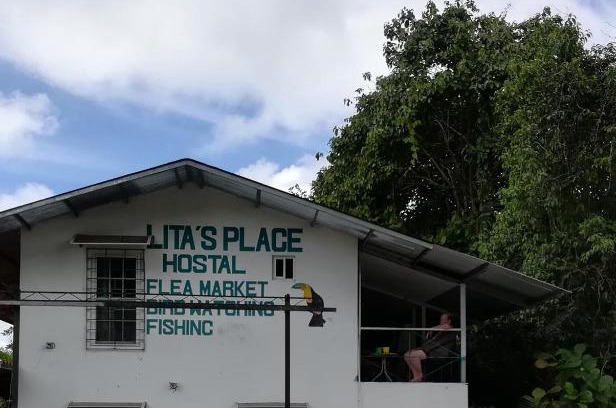 LITA'S PLACE
HOSTAL
FLEA MARKET
BIRD WATCHING
FISHING